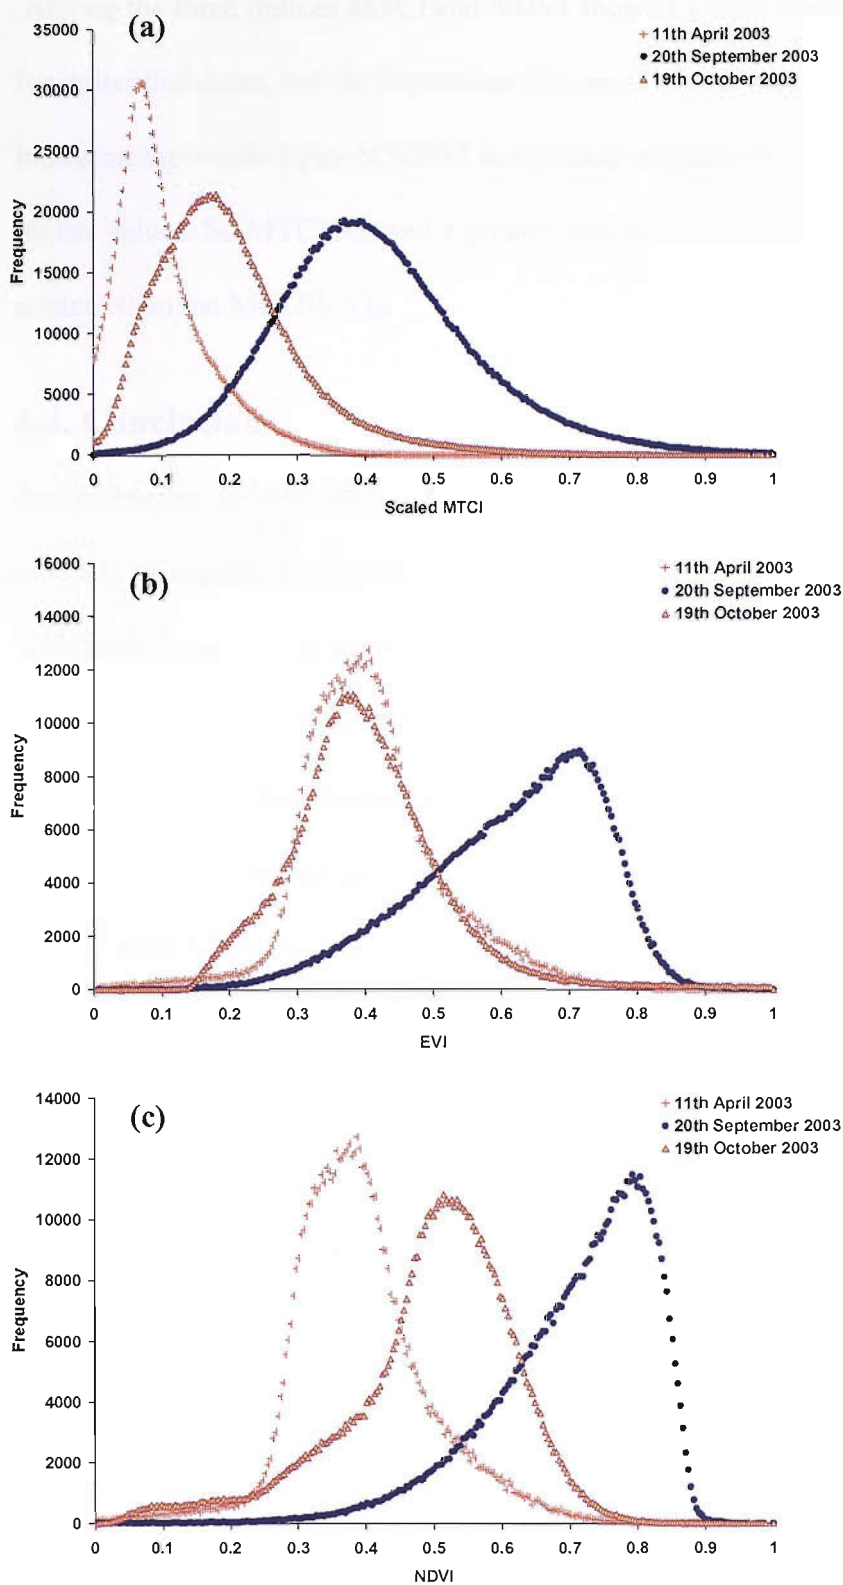 (a)
11th April 2003
20th September 2003
19th October 2003
35000
30000
25000
20000
15000
10000
5000
0
Frequency
0 0.1 0.2 0.3 0.4 0.5 0.6 0.7 0.8 0.9 1
Scaled MTCI
(b)
11th April 2003
20th September 2003
19th October 2003
16000
14000
12000
10000
8000
6000
4000
2000
0
Frequency
0 0.1 0.2 0.3 0.4 0.5 0.6 0.7 0.8 0.9 1
EVI
(c)
11th April 2003
20th September 2003
19th October 2003
14000
12000
10000
8000
6000
4000
2000
0
Frequency
0 0.1 0.2 0.3 0.4 0.5 0.6 0.7 0.8 0.9 1
NDVI